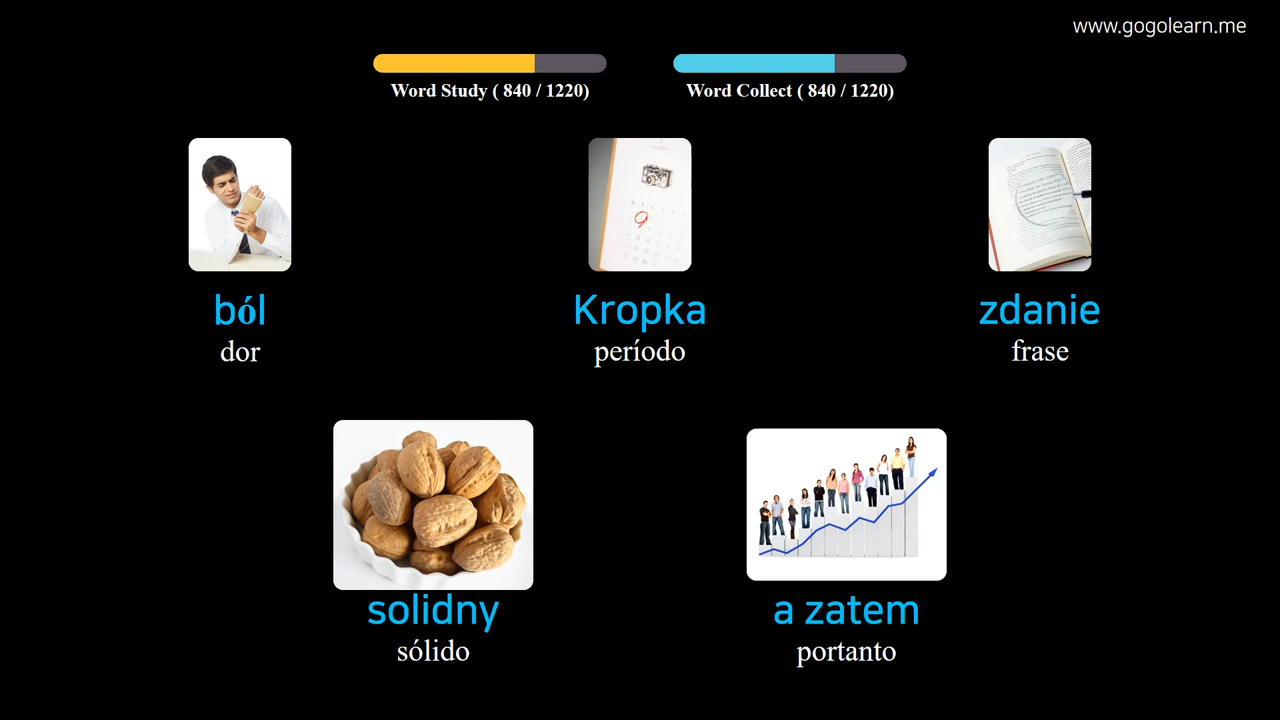 www.gogolearn.me
Word Study ( 840 / 1220)
Word Collect ( 840 / 1220)
ból
dor
Kropka
período
zdanie
frase
solidny
sólido
a zatem
portanto